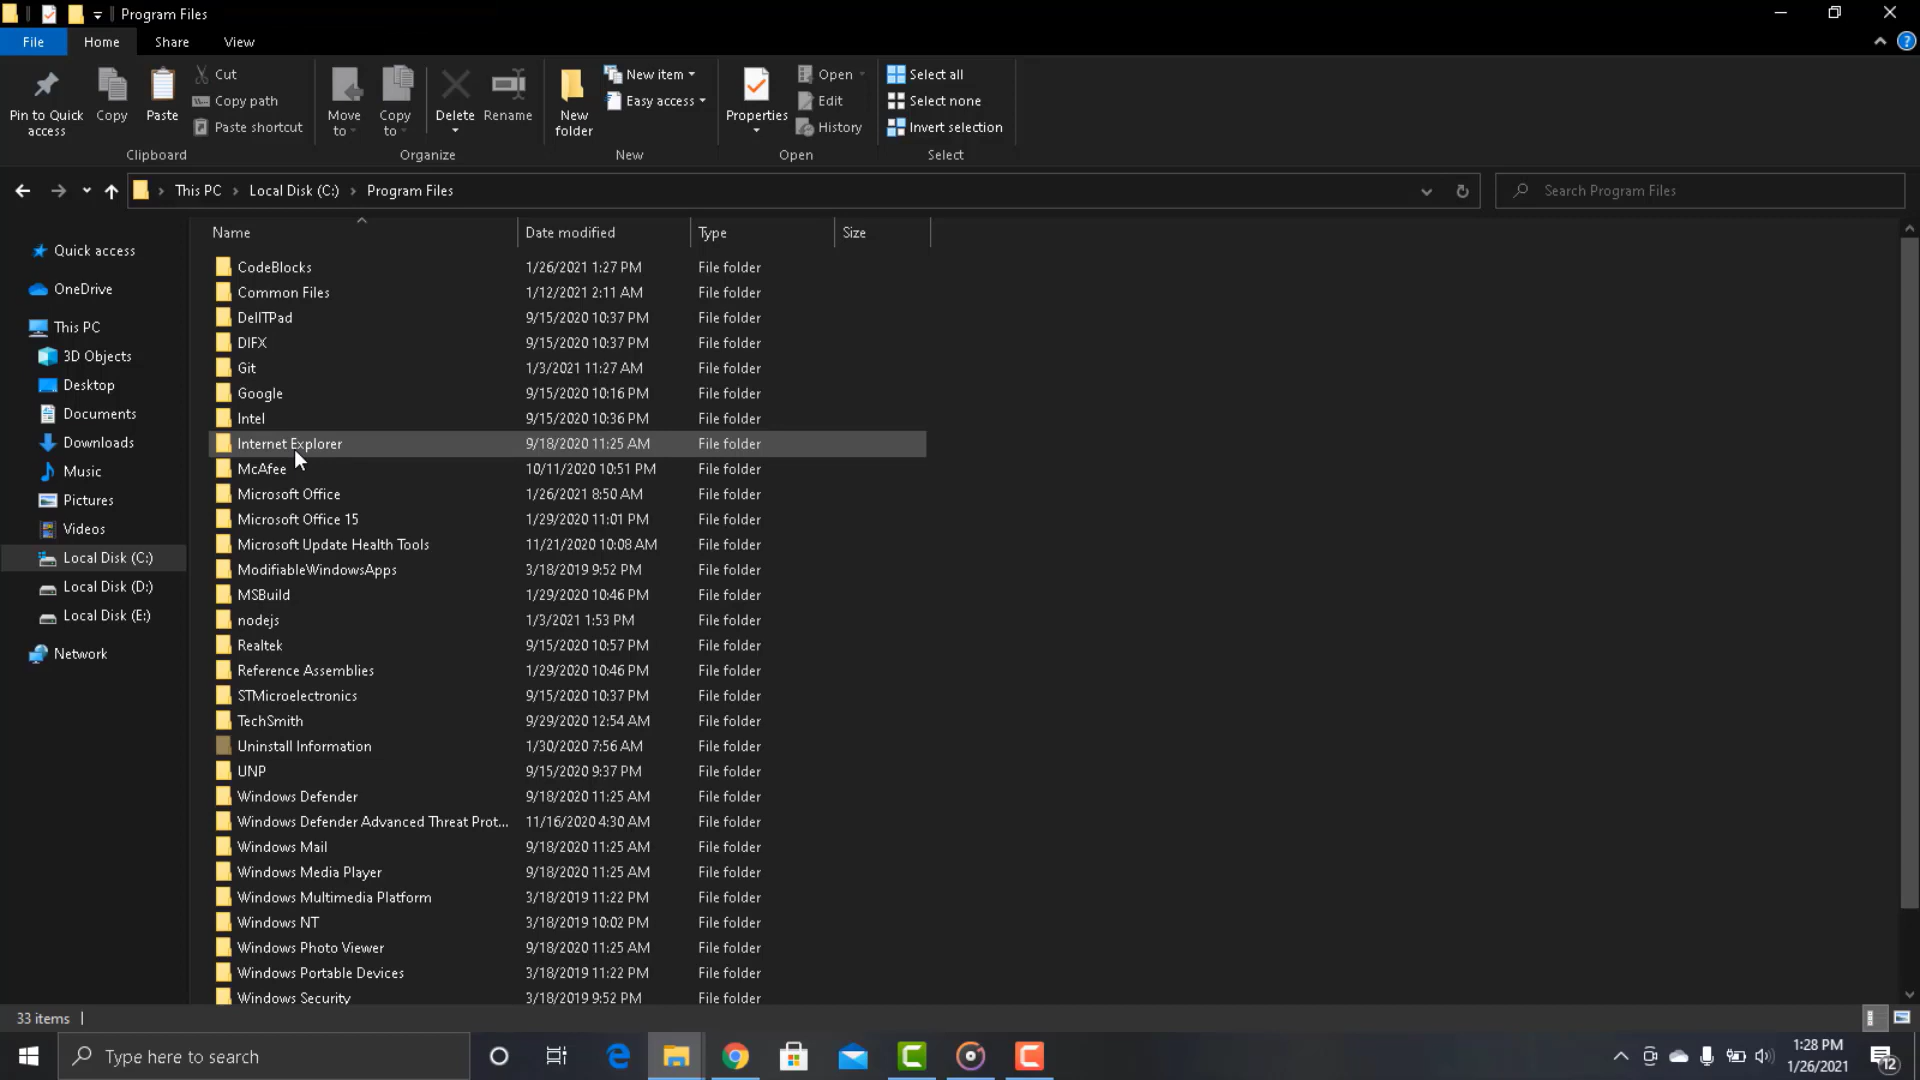 Program Files
File Home Share View
Pin to Quick access
Copy
Paste
Cut
Copy path
Paste shortcut
Clipboard
Move to
Copy to
Delete
Rename
Organize
New folder
New item
Easy access
New
Properties
Open
Edit
History
Open
Select all
Select none
Invert selection
Select
This PC > Local Disk (C:) > Program Files
Search Program Files
Quick access
OneDrive
This PC
3D Objects
Desktop
Documents
Downloads
Music
Pictures
Videos
Local Disk (C:)
Local Disk (D:)
Local Disk (E:)
Network
Name Date modified Type Size
CodeBlocks 1/26/2021 1:27 PM File folder
Common Files 1/12/2021 2:11 AM File folder
DellTPad 9/15/2020 10:37 PM File folder
DIFX 9/15/2020 10:37 PM File folder
Git 1/3/2021 11:27 AM File folder
Google 9/15/2020 10:16 PM File folder
Intel 9/15/2020 10:36 PM File folder
Internet Explorer 9/18/2020 11:25 AM File folder
McAfee 10/11/2020 10:51 PM File folder
Microsoft Office 1/26/2021 8:50 AM File folder
Microsoft Office 15 1/29/2020 11:01 PM File folder
Microsoft Update Health Tools 11/21/2020 10:08 AM File folder
ModifiableWindowsApps 3/18/2019 9:52 PM File folder
MSBuild 1/29/2020 10:46 PM File folder
nodejs 1/3/2021 1:53 PM File folder
Realtek 9/15/2020 10:57 PM File folder
Reference Assemblies 1/29/2020 10:46 PM File folder
STMicroelectronics 9/15/2020 10:37 PM File folder
TechSmith 9/29/2020 12:54 AM File folder
Uninstall Information 1/30/2020 7:56 AM File folder
UNP 9/15/2020 9:37 PM File folder
Windows Defender 9/18/2020 11:25 AM File folder
Windows Defender Advanced Threat Prot... 11/16/2020 4:30 AM File folder
Windows Mail 9/18/2020 11:25 AM File folder
Windows Media Player 9/18/2020 11:25 AM File folder
Windows Multimedia Platform 3/18/2019 11:22 PM File folder
Windows NT 3/18/2019 10:02 PM File folder
Windows Photo Viewer 9/18/2020 11:25 AM File folder
Windows Portable Devices 3/18/2019 11:22 PM File folder
Windows Security 3/18/2019 9:52 PM File folder
33 items
Type here to search
1:28 PM
1/26/2021
12